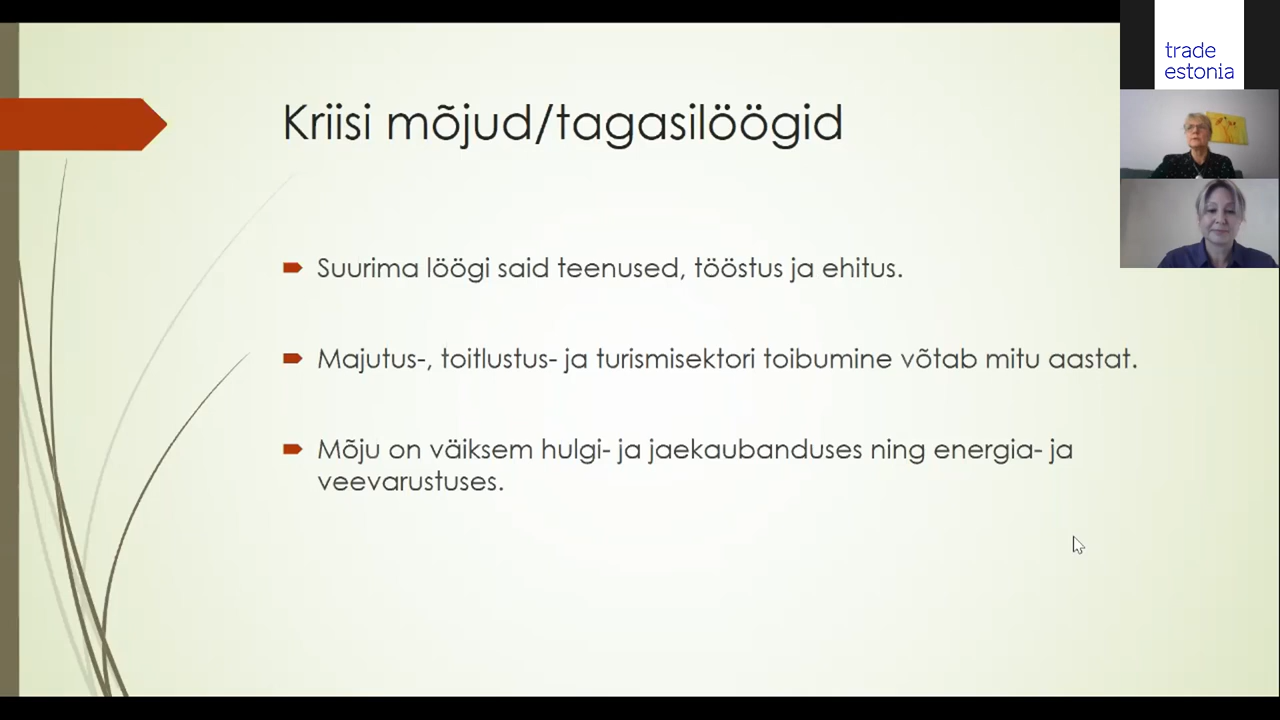 trade
estonia
Kriisi mõjud/tagasilöögid
Suurima löögi said teenused, tööstus ja ehitus.
Majutus-, toitlustus- ja turismisektori toibumine võtab mitu aastat.
Mõju on väiksem hulgi- ja jaekaubanduses ning energia- ja
veevarustuses.